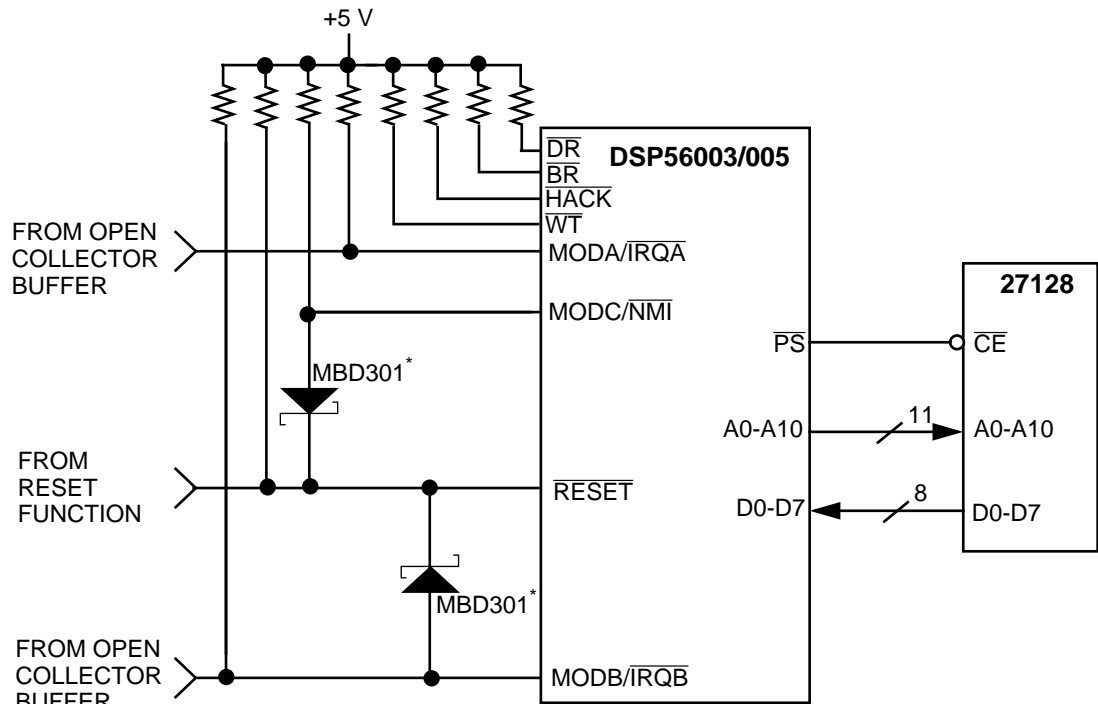 +5 V
DR
DSP56003/005
BR
HACK
WT
FROM OPEN
COLLECTOR
BUFFER
MODA/IRQA
27128
MODC/NMI
PS
CE
MBD301*
A0-A10
11
A0-A10
FROM
RESET
FUNCTION
RESET
D0-D7
8
D0-D7
MBD301*
FROM OPEN
COLLECTOR
BUFFER
MODB/IRQB